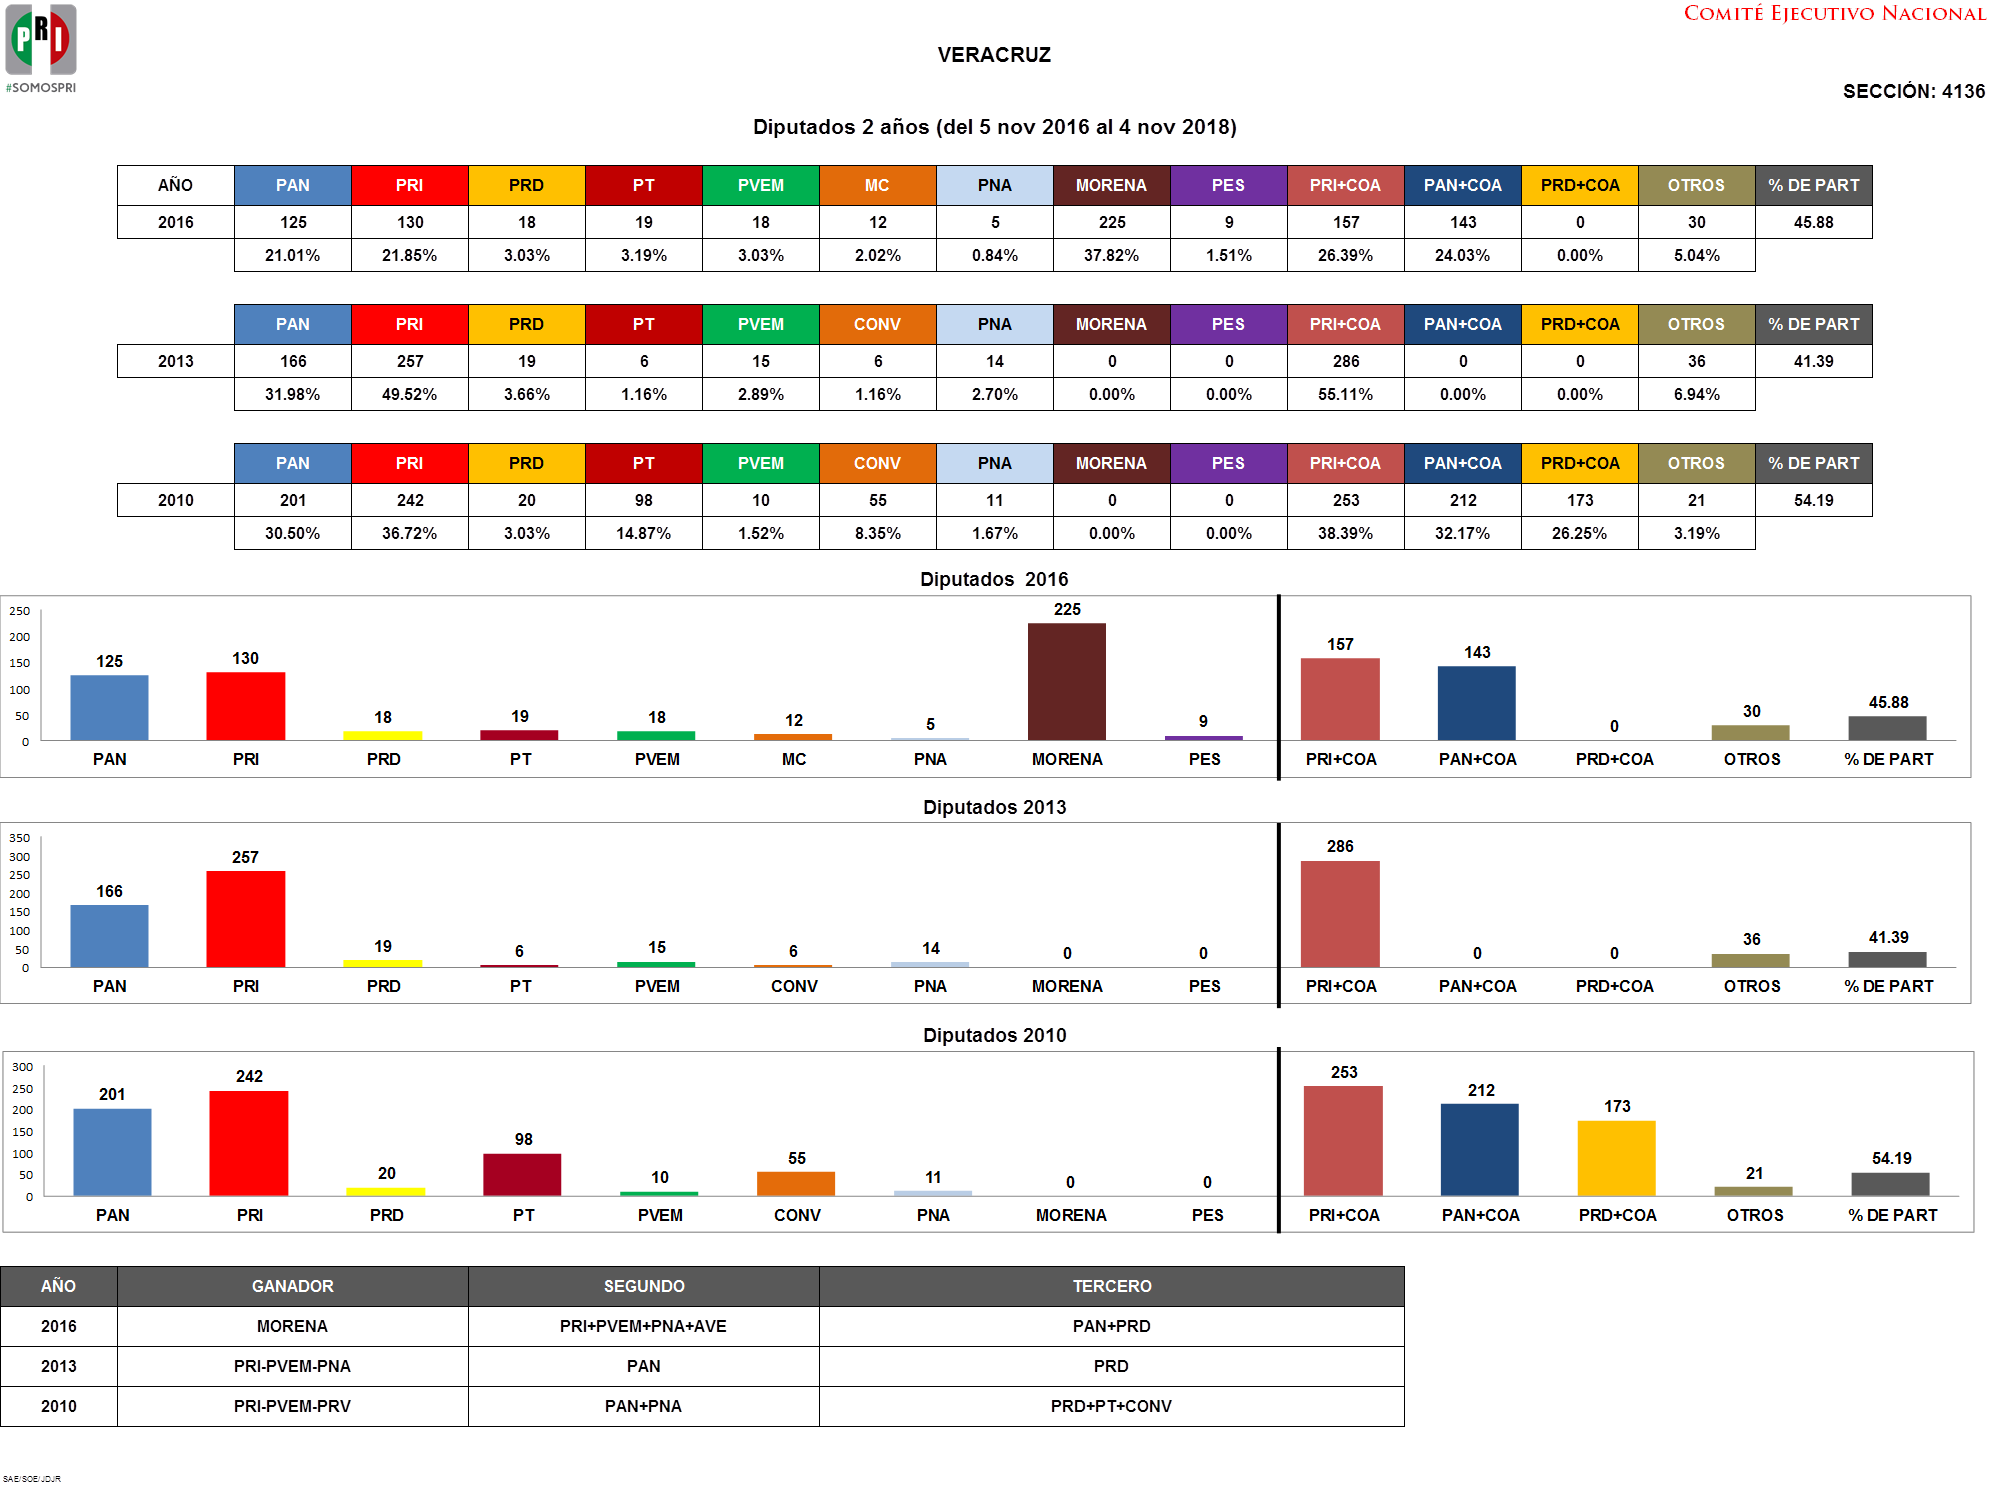 COMITÉ EJECUTIVO NACIONAL
PRI
#SOMOSPRI
VERACRUZ
SECCIÓN: 4136
Diputados 2 años (del 5 nov 2016 al 4 nov 2018)
AÑO PAN PRI PRD PT PVEM MC PNA MORENA PES PRI+COA PAN+COA PRD+COA OTROS % DE PART
2016 125 130 18 19 18 12 5 225 9 157 143 0 30 45.88
21.01% 21.85% 3.03% 3.19% 3.03% 2.02% 0.84% 37.82% 1.51% 26.39% 24.03% 0.00% 5.04%
PAN PRI PRD PT PVEM CONV PNA MORENA PES PRI+COA PAN+COA PRD+COA OTROS % DE PART
2013 166 257 19 6 15 6 14 0 0 286 0 0 36 41.39
31.98% 49.52% 3.66% 1.16% 2.89% 1.16% 2.70% 0.00% 0.00% 55.11% 0.00% 0.00% 6.94%
PAN PRI PRD PT PVEM CONV PNA MORENA PES PRI+COA PAN+COA PRD+COA OTROS % DE PART
2010 201 242 20 98 10 55 11 0 0 253 212 173 21 54.19
30.50% 36.72% 3.03% 14.87% 1.52% 8.35% 1.67% 0.00% 0.00% 38.39% 32.17% 26.25% 3.19%
Diputados 2016
250
200
150
100
50
0
125 130 18 19 18 12 5 225 9 157 143 0 30 45.88
PAN PRI PRD PT PVEM MC PNA MORENA PES PRI+COA PAN+COA PRD+COA OTROS % DE PART
Diputados 2013
350
300
250
200
150
100
50
0
166 257 19 6 15 6 14 0 0 286 0 0 36 41.39
PAN PRI PRD PT PVEM CONV PNA MORENA PES PRI+COA PAN+COA PRD+COA OTROS % DE PART
Diputados 2010
300
250
200
150
100
50
0
201 242 20 98 10 55 11 0 0 253 212 173 21 54.19
PAN PRI PRD PT PVEM CONV PNA MORENA PES PRI+COA PAN+COA PRD+COA OTROS % DE PART
AÑO GANADOR SEGUNDO TERCERO
2016 MORENA PRI+PVEM+PNA+AVE PAN+PRD
2013 PRI-PVEM-PNA PAN PRD
2010 PRI-PVEM-PRV PAN+PNA PRD+PT+CONV
SAE/SOE/JDJR